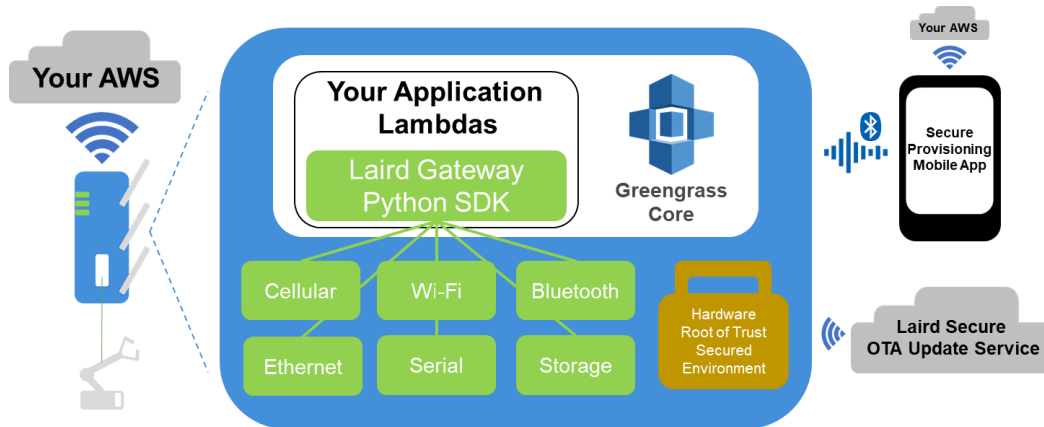 Your AWS
Your Application
Lambdas
Laird Gateway
Python SDK
Greengrass
Core
Cellular
Wi-Fi
Bluetooth
Ethernet
Serial
Storage
Hardware
Root of Trust
Secured
Environment
Your AWS
Secure
Provisioning
Mobile App
Laird Secure
OTA Update Service